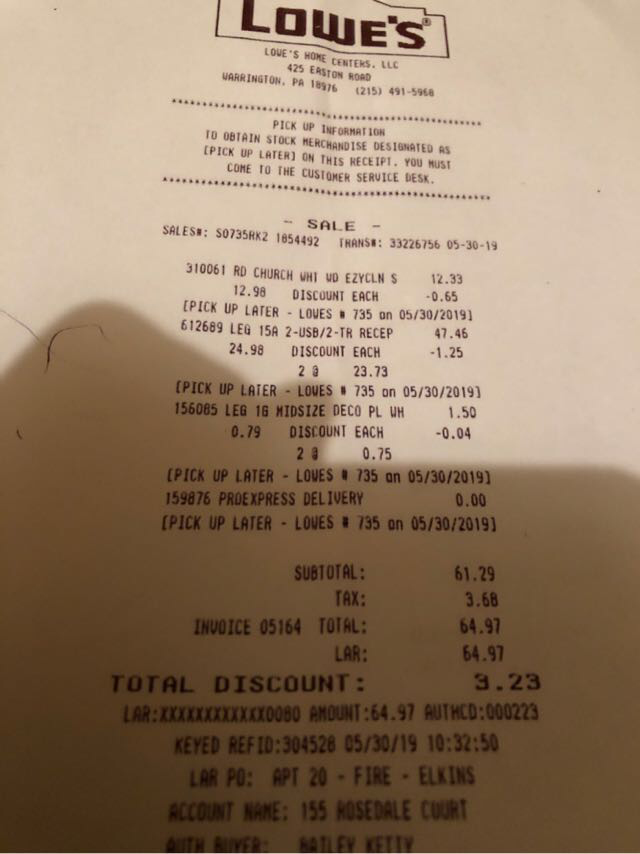 LOWE'S®
LOWE'S HOME CENTERS, LLC
425 EASTON ROAD
WARRINGTON, PA 18976 (215) 491-5968
PICK UP INFORMATION
TO OBTAIN STOCK MERCHANDISE DESIGNATED AS
[PICK UP LATER] ON THIS RECEIPT, YOU MUST
COME TO THE CUSTOMER SERVICE DESK.
- SALE -
SALES#: S0735RK2 1854492 TRANS#: 33226756 05-30-19
310061 RD CHURCH WHT WD EZYCLN S 12.33
12.98 DISCOUNT EACH -0.65
[PICK UP LATER - LOWES # 735 on 05/30/2019]
612689 LEG 15A 2-USB/2-TR RECEP 47.46
24.98 DISCOUNT EACH -1.25
2 @ 23.73
[PICK UP LATER - LOWES # 735 on 05/30/2019]
156085 LEG 1G MIDSIZE DECO PL WH 1.50
0.79 DISCOUNT EACH -0.04
2 @ 0.75
[PICK UP LATER - LOWES # 735 on 05/30/2019]
159876 PROEXPRESS DELIVERY 0.00
[PICK UP LATER - LOWES # 735 on 05/30/2019]
SUBTOTAL: 61.29
TAX: 3.68
INVOICE 05164 TOTAL: 64.97
LAR: 64.97
TOTAL DISCOUNT: 3.23
LAR:XXXXXXXXXXXX0080 AMOUNT:64.97 AUTHCD:000223
KEYED REFID:304528 05/30/19 10:32:50
LAR PO: APT 20 - FIRE - ELKINS
ACCOUNT NAME: 155 ROSEDALE COURT
AUTH BUYER: BAILEY KETTY